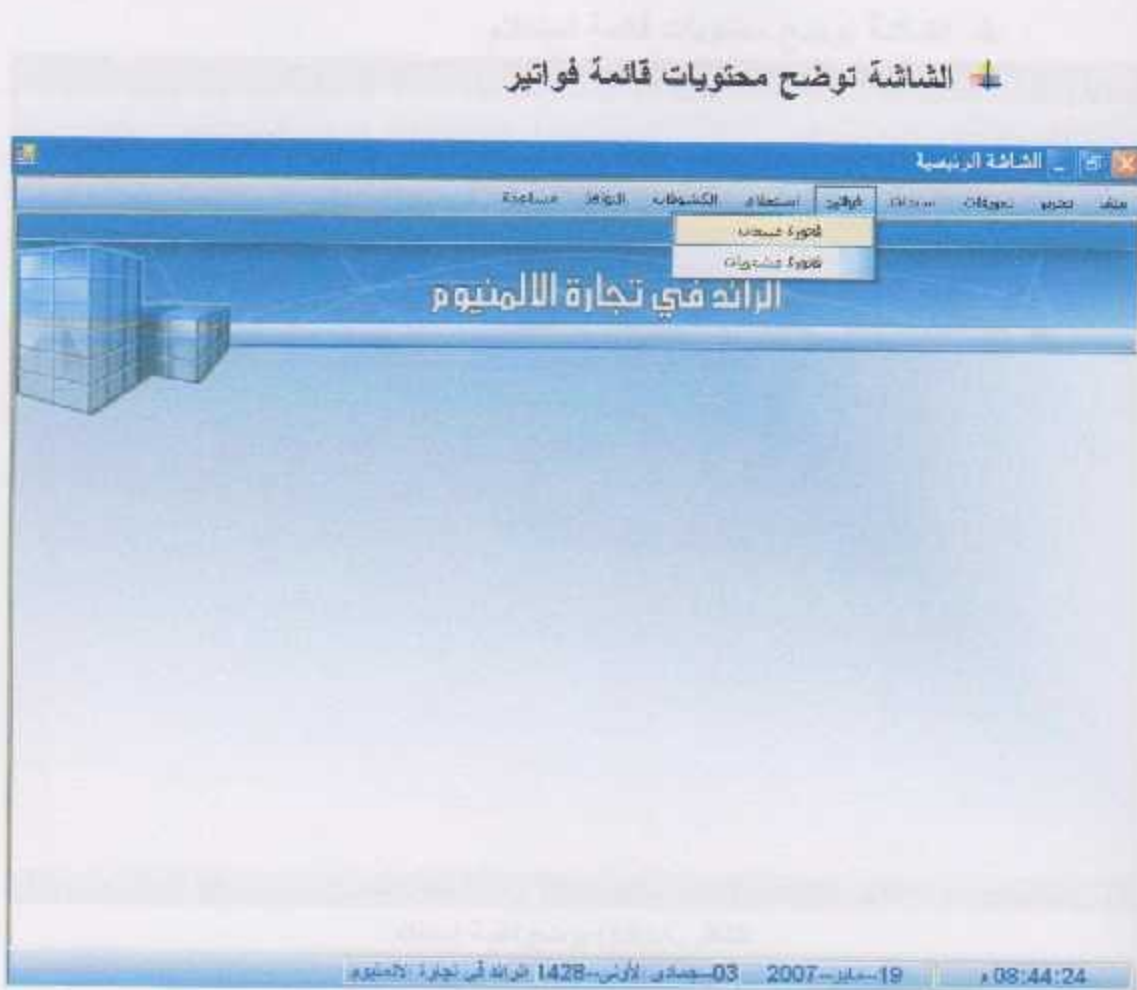 الشاشة توضح محتويات قائمة فواتير
الشاشة الرئيسية
ملف تحرير تعريفات سندات فواتير استعلام الكشوفات النوافذ مساعدة
فاتورة مبيعات
فاتورة مشتريات
الرائد في تجارة الالمنيوم
08:44:24 م 19--مايو--2007 03--جمادى الأولى--1428 الرائد في تجارة الالمنيوم